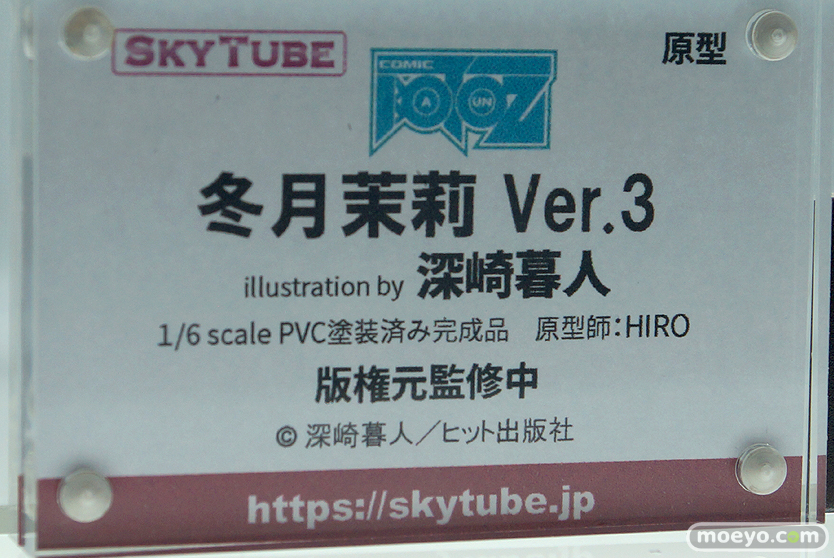 SKYTUBE
原型
COMIC
A UN
冬月茉莉 Ver.3
illustration by 深崎暮人
1/6 scale PVC塗装済み完成品 原型師：HIRO
版権元監修中
© 深崎暮人／ヒット出版社
https://skytube.jp
moeyo.com